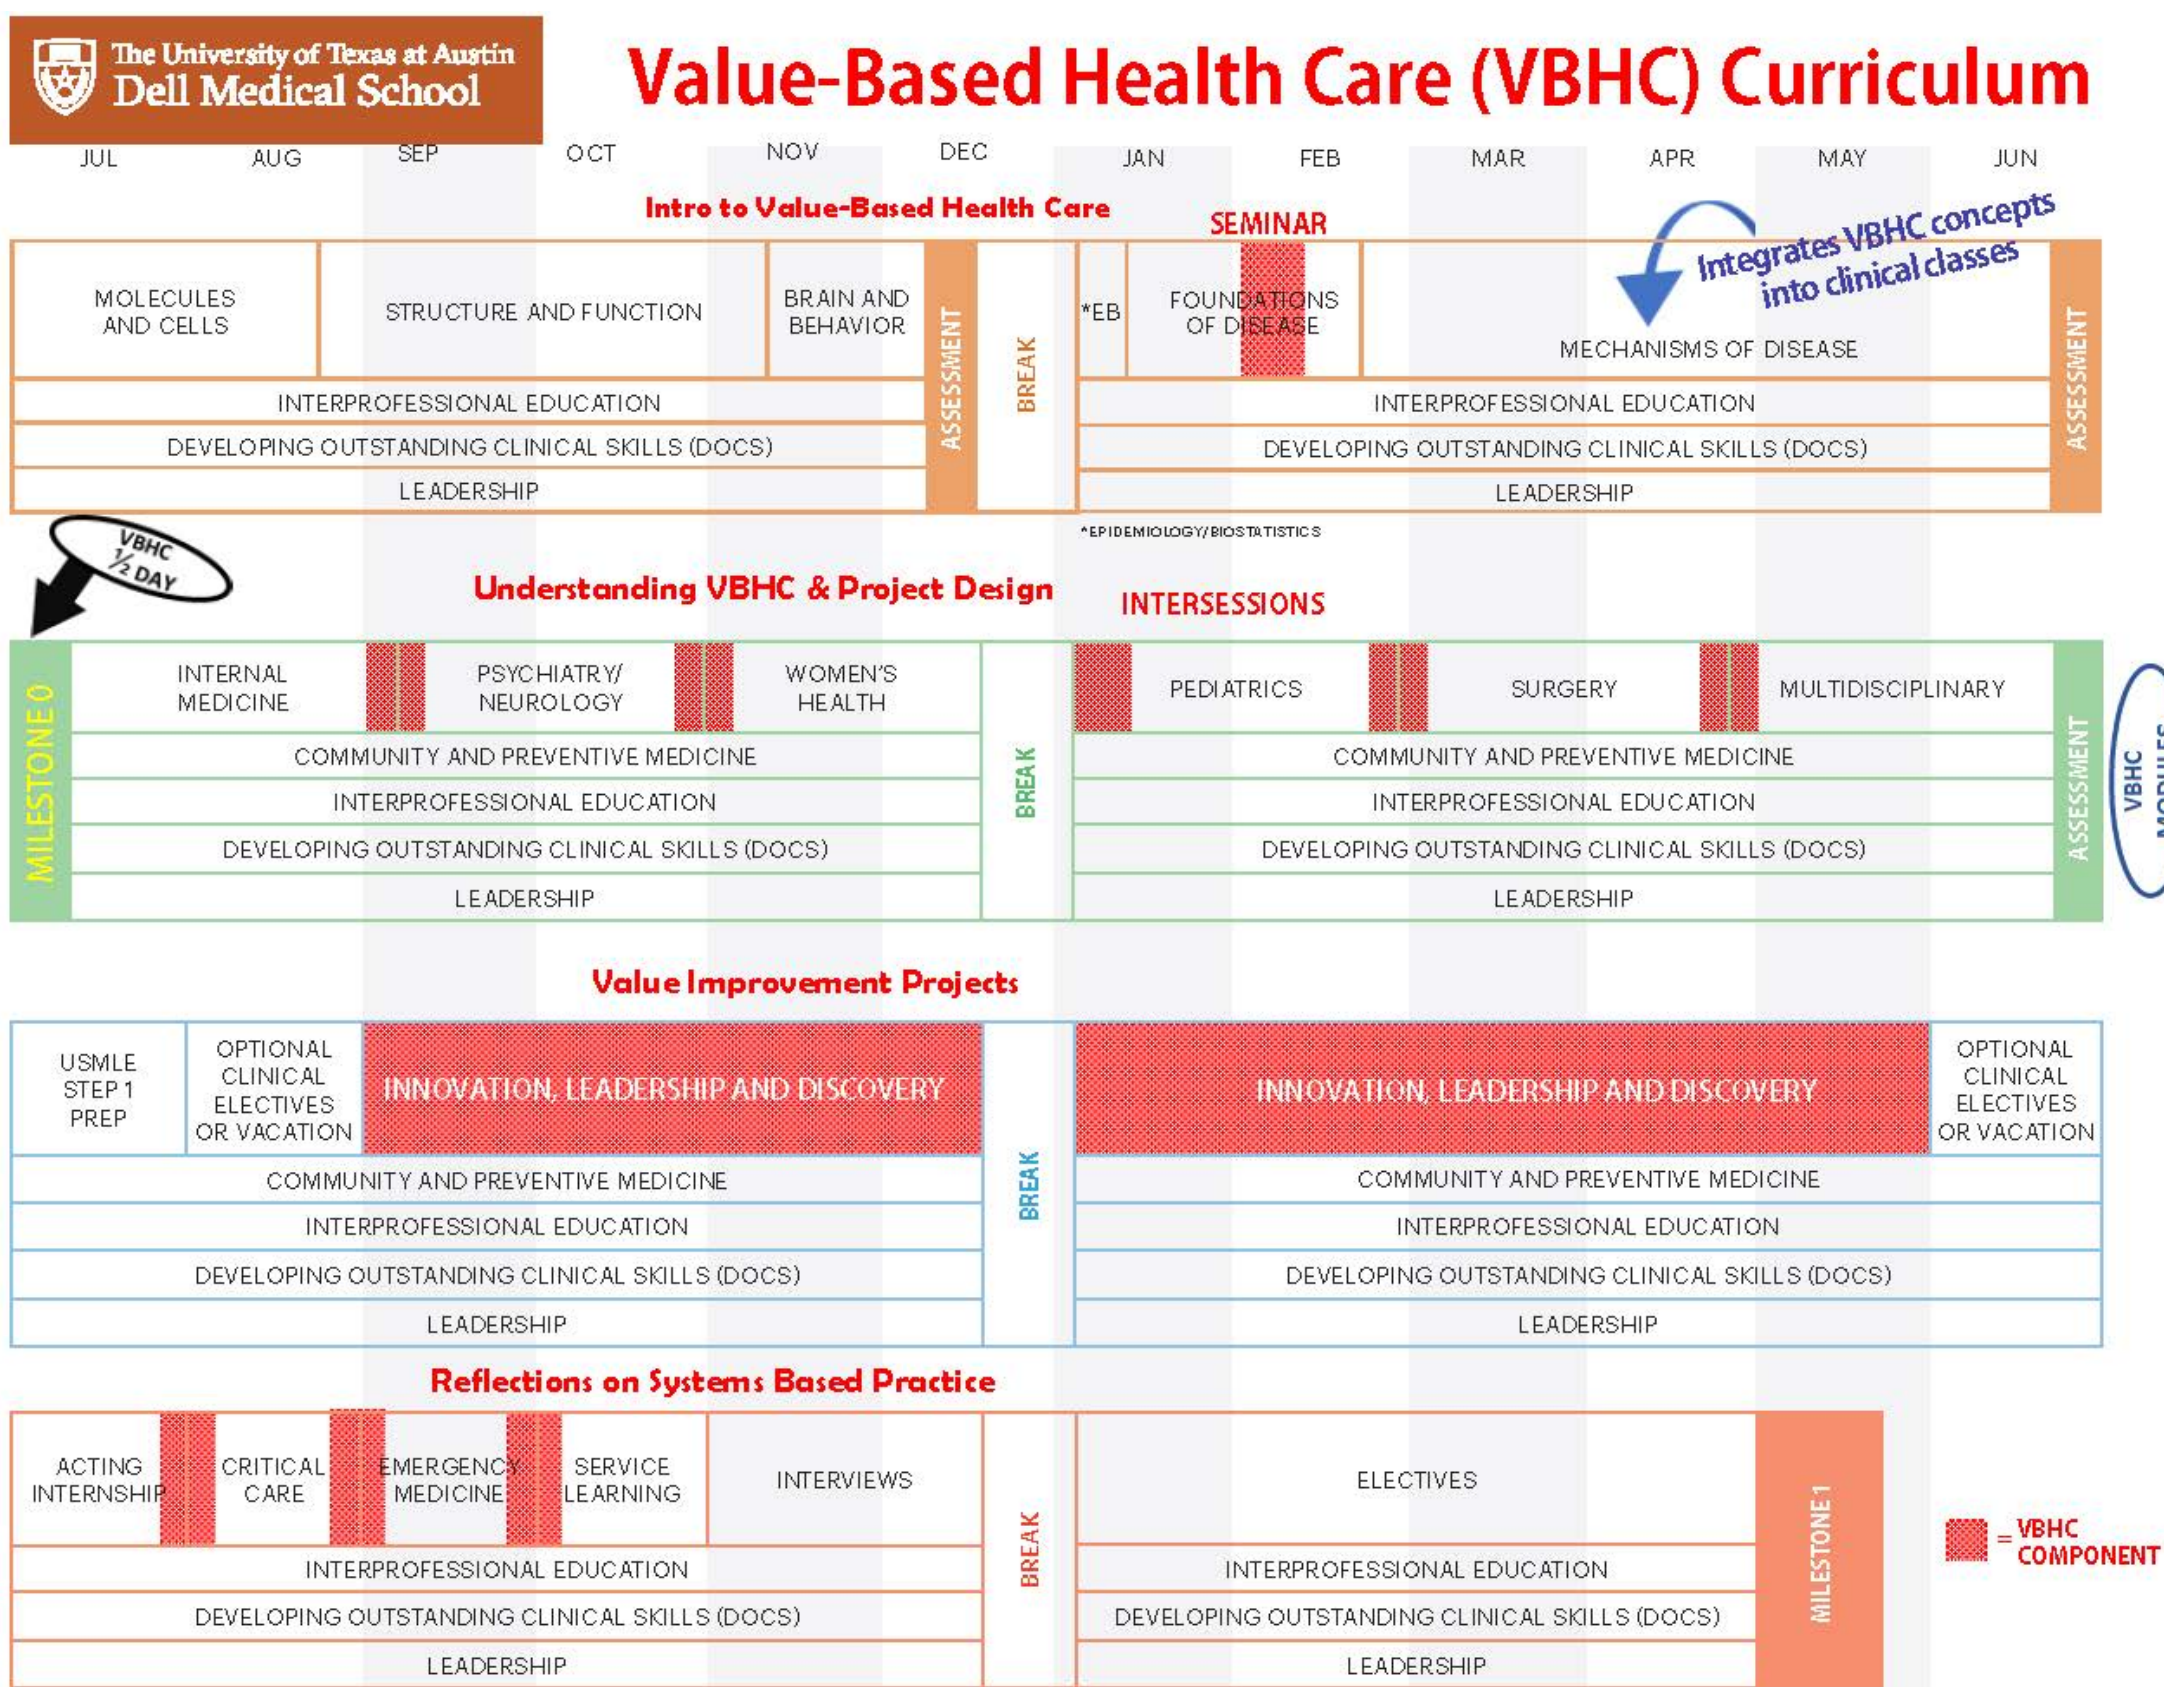 The University of Texas at Austin
Dell Medical School
Value-Based Health Care (VBHC) Curriculum
JUL AUG SEP OCT NOV DEC JAN FEB MAR APR MAY JUN
Intro to Value-Based Health Care
SEMINAR
Integrates VBHC concepts
into clinical classes
MOLECULES
AND CELLS
STRUCTURE AND FUNCTION
BRAIN AND
BEHAVIOR
ASSESSMENT
BREAK
*EB
FOUNDATIONS
OF DISEASE
MECHANISMS OF DISEASE
ASSESSMENT
INTERPROFESSIONAL EDUCATION
INTERPROFESSIONAL EDUCATION
DEVELOPING OUTSTANDING CLINICAL SKILLS (DOCS)
DEVELOPING OUTSTANDING CLINICAL SKILLS (DOCS)
LEADERSHIP
LEADERSHIP
*EPIDEMIOLOGY/BIOSTATISTICS
VBHC
½ DAY
Understanding VBHC & Project Design
INTERSESSIONS
MILESTONE 0
INTERNAL
MEDICINE
PSYCHIATRY/
NEUROLOGY
WOMEN'S
HEALTH
BREAK
PEDIATRICS
SURGERY
MULTIDISCIPLINARY
ASSESSMENT
VBHC
MODULES
COMMUNITY AND PREVENTIVE MEDICINE
COMMUNITY AND PREVENTIVE MEDICINE
INTERPROFESSIONAL EDUCATION
INTERPROFESSIONAL EDUCATION
DEVELOPING OUTSTANDING CLINICAL SKILLS (DOCS)
DEVELOPING OUTSTANDING CLINICAL SKILLS (DOCS)
LEADERSHIP
LEADERSHIP
Value Improvement Projects
USMLE
STEP 1
PREP
OPTIONAL
CLINICAL
ELECTIVES
OR VACATION
INNOVATION, LEADERSHIP AND DISCOVERY
BREAK
INNOVATION, LEADERSHIP AND DISCOVERY
OPTIONAL
CLINICAL
ELECTIVES
OR VACATION
COMMUNITY AND PREVENTIVE MEDICINE
COMMUNITY AND PREVENTIVE MEDICINE
INTERPROFESSIONAL EDUCATION
INTERPROFESSIONAL EDUCATION
DEVELOPING OUTSTANDING CLINICAL SKILLS (DOCS)
DEVELOPING OUTSTANDING CLINICAL SKILLS (DOCS)
LEADERSHIP
LEADERSHIP
Reflections on Systems Based Practice
ACTING
INTERNSHIP
CRITICAL
CARE
EMERGENCY
MEDICINE
SERVICE
LEARNING
INTERVIEWS
BREAK
ELECTIVES
MILESTONE 1
= VBHC
COMPONENT
INTERPROFESSIONAL EDUCATION
INTERPROFESSIONAL EDUCATION
DEVELOPING OUTSTANDING CLINICAL SKILLS (DOCS)
DEVELOPING OUTSTANDING CLINICAL SKILLS (DOCS)
LEADERSHIP
LEADERSHIP